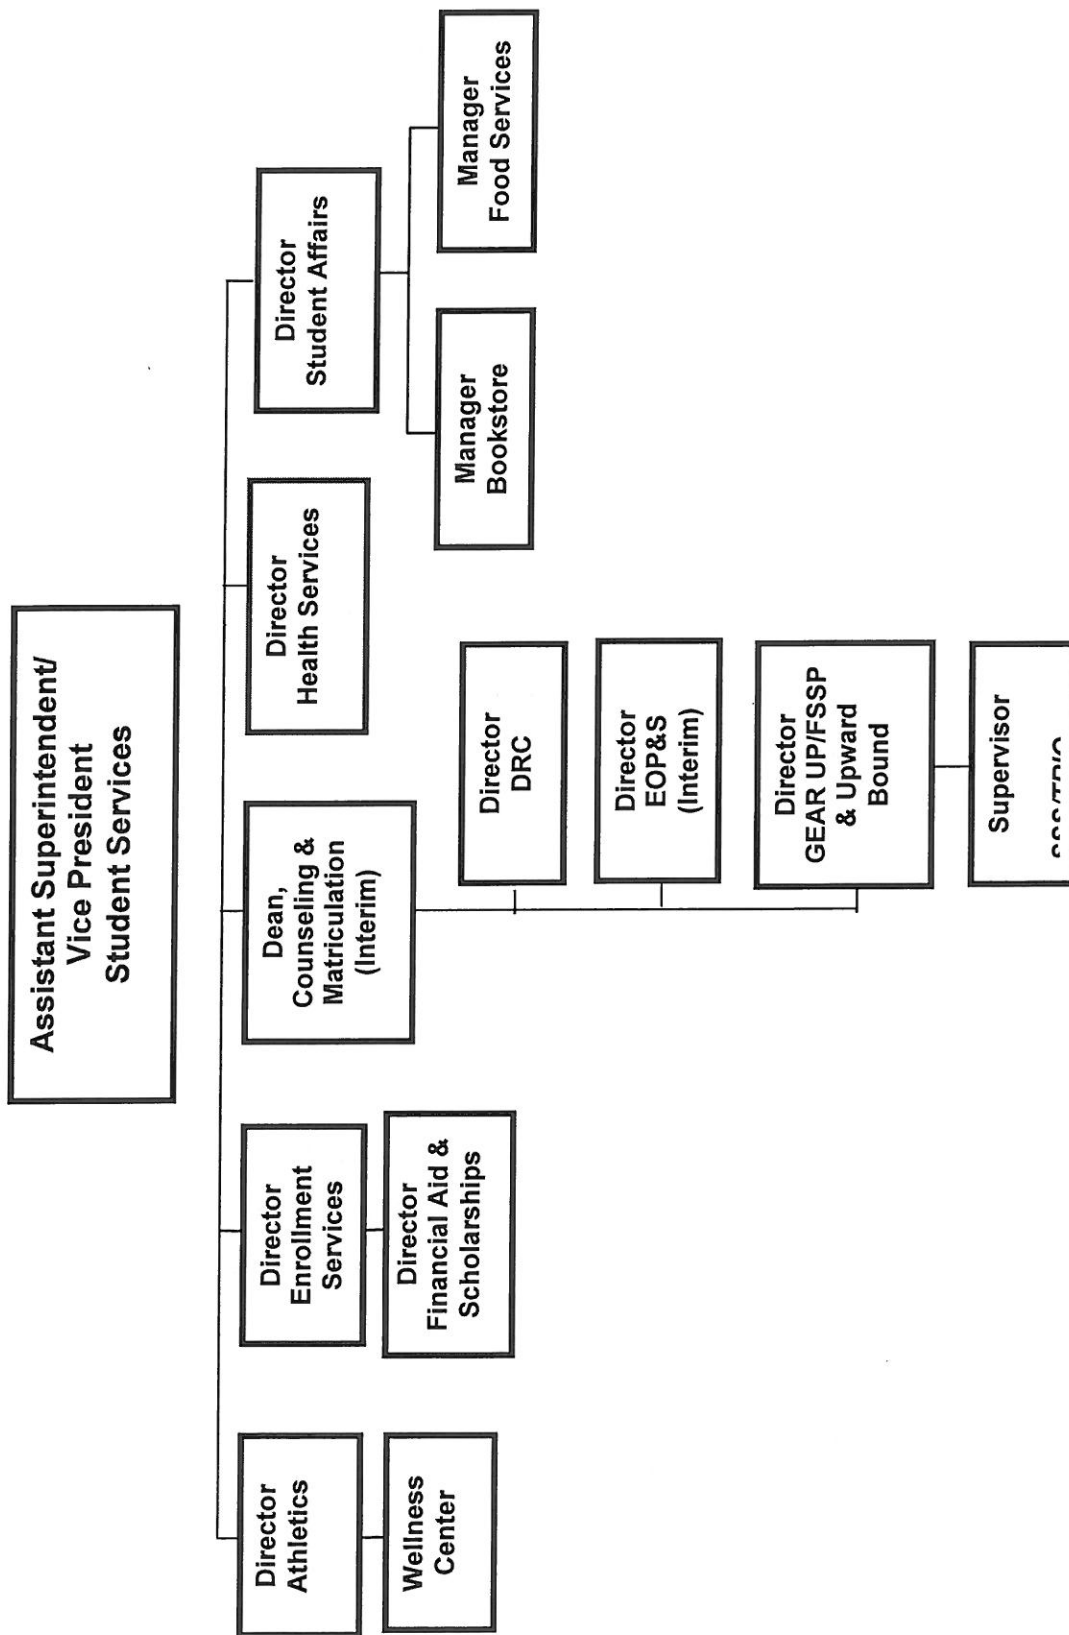 Assistant Superintendent/
Vice President
Student Services
Director
Athletics
Wellness
Center
Director
Enrollment
Services
Director
Financial Aid &
Scholarships
Dean,
Counseling &
Matriculation
(Interim)
Director
DRC
Director
EOP&S
(Interim)
Director
GEAR UP/FSSP
& Upward
Bound
Supervisor
Director
Health Services
Director
Student Affairs
Manager
Bookstore
Manager
Food Services